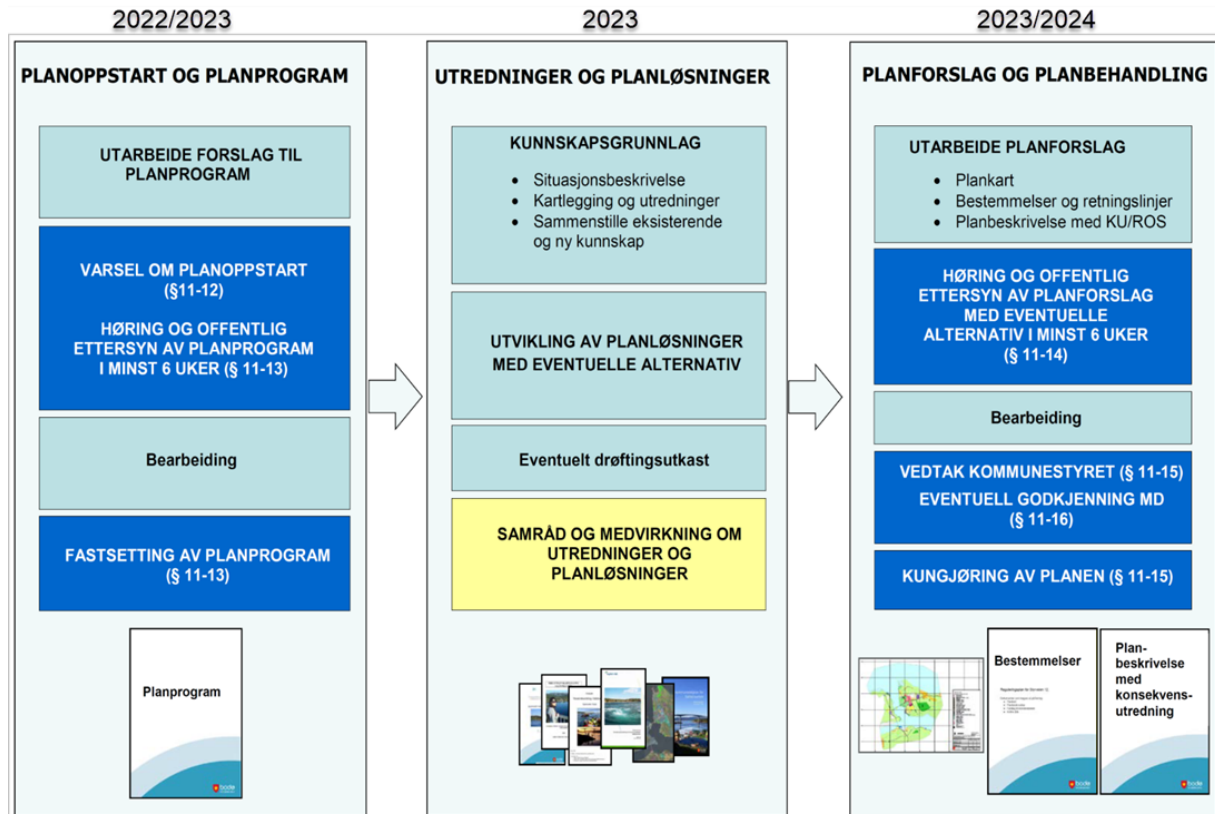 2022/2023
PLANOPPSTART OG PLANPROGRAM
UTARBEIDE FORSLAG TIL
PLANPROGRAM
VARSEL OM PLANOPPSTART
(§11-12)
HØRING OG OFFENTLIG
ETTERSYN AV PLANPROGRAM
I MINST 6 UKER (§ 11-13)
Bearbeiding
FASTSETTING AV PLANPROGRAM
(§ 11-13)
Planprogram
2023
UTREDNINGER OG PLANLØSNINGER
KUNNSKAPSGRUNNLAG
• Situasjonsbeskrivelse
• Kartlegging og utredninger
• Sammenstille eksisterende
og ny kunnskap
UTVIKLING AV PLANLØSNINGER
MED EVENTUELLE ALTERNATIV
Eventuelt drøftingsutkast
SAMRÅD OG MEDVIRKNING OM
UTREDNINGER OG
PLANLØSNINGER
2023/2024
PLANFORSLAG OG PLANBEHANDLING
UTARBEIDE PLANFORSLAG
• Plankart
• Bestemmelser og retningslinjer
• Planbeskrivelse med KU/ROS
HØRING OG OFFENTLIG
ETTERSYN AV PLANFORSLAG
MED EVENTUELLE
ALTERNATIV I MINST 6 UKER
(§ 11-14)
Bearbeiding
VEDTAK KOMMUNESTYRET (§ 11-15)
EVENTUELL GODKJENNING MD
(§ 11-16)
KUNGJØRING AV PLANEN (§ 11-15)
Bestemmelser
Plan-
beskrivelse
med
konsekvens-
utredning